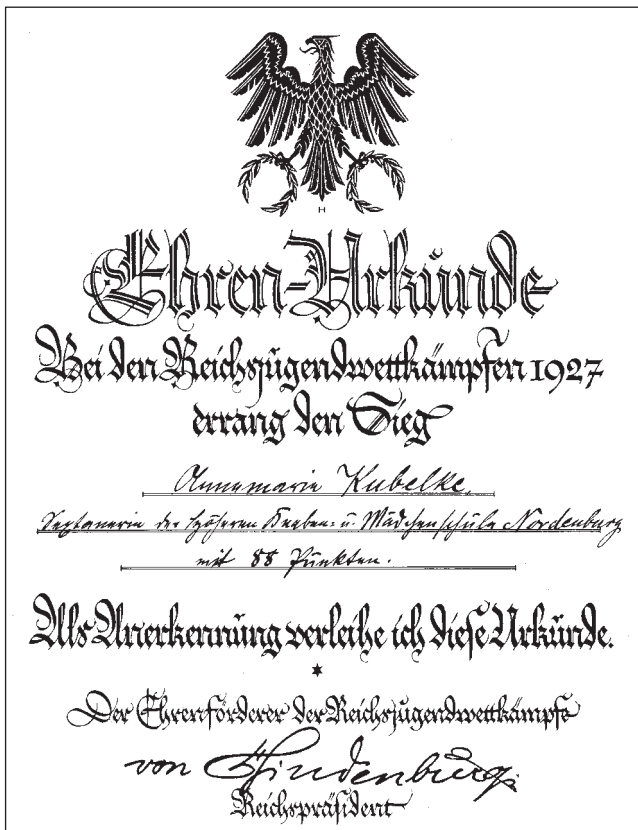 H
Ehren-Urkunde
Bei den Reichsjugendwettkämpfen 1927
errang den Sieg
Annemarie Kubelke,
Septanerin der höheren Knaben- u. Mädchenschule Nordenburg
mit 88 Punkten.
Als Anerkennung verleihe ich diese Urkunde.
Der Ehrenförderer der Reichsjugendwettkämpfe
von Hindenburg.
Reichspräsident